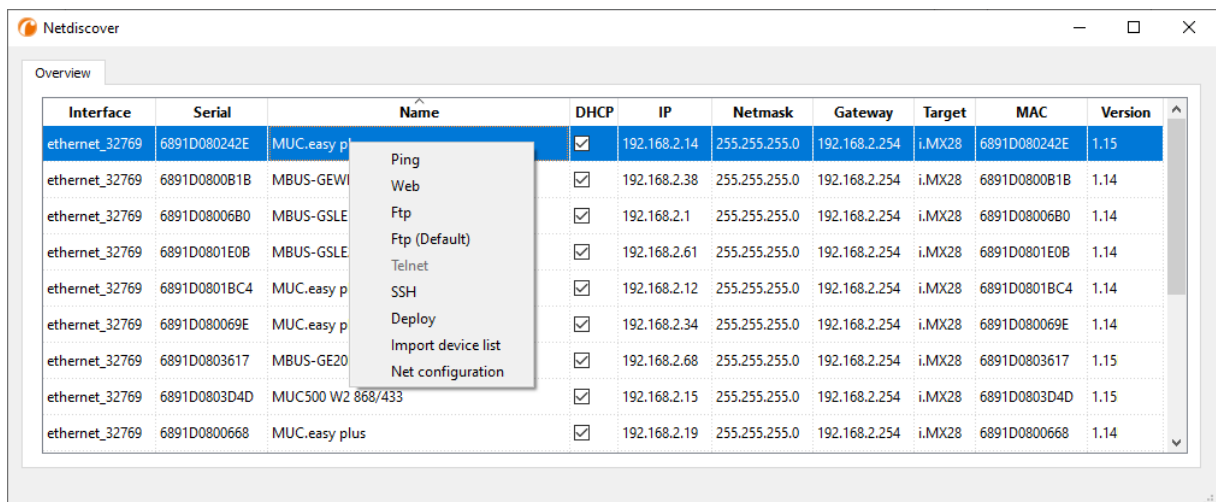 Netdiscover
Overview
Interface Serial Name DHCP IP Netmask Gateway Target MAC Version
ethernet_32769 6891D080242E MUC.easy p 192.168.2.14 255.255.255.0 192.168.2.254 i.MX28 6891D080242E 1.15
Ping
ethernet_32769 6891D0800B1B MBUS-GEW 192.168.2.38 255.255.255.0 192.168.2.254 i.MX28 6891D0800B1B 1.14
Web
ethernet_32769 6891D08006B0 MBUS-GSLE 192.168.2.1 255.255.255.0 192.168.2.254 i.MX28 6891D08006B0 1.14
Ftp
Ftp (Default)
ethernet_32769 6891D0801E0B MBUS-GSLE 192.168.2.61 255.255.255.0 192.168.2.254 i.MX28 6891D0801E0B 1.14
Telnet
ethernet_32769 6891D0801BC4 MUC.easy p 192.168.2.12 255.255.255.0 192.168.2.254 i.MX28 6891D0801BC4 1.14
SSH
Deploy
ethernet_32769 6891D080069E MUC.easy p 192.168.2.34 255.255.255.0 192.168.2.254 i.MX28 6891D080069E 1.14
Import device list
ethernet_32769 6891D0803617 MBUS-GE20 192.168.2.68 255.255.255.0 192.168.2.254 i.MX28 6891D0803617 1.15
Net configuration
ethernet_32769 6891D0803D4D MUC500 W2 868/433 192.168.2.15 255.255.255.0 192.168.2.254 i.MX28 6891D0803D4D 1.15
ethernet_32769 6891D0800668 MUC.easy plus 192.168.2.19 255.255.255.0 192.168.2.254 i.MX28 6891D0800668 1.14